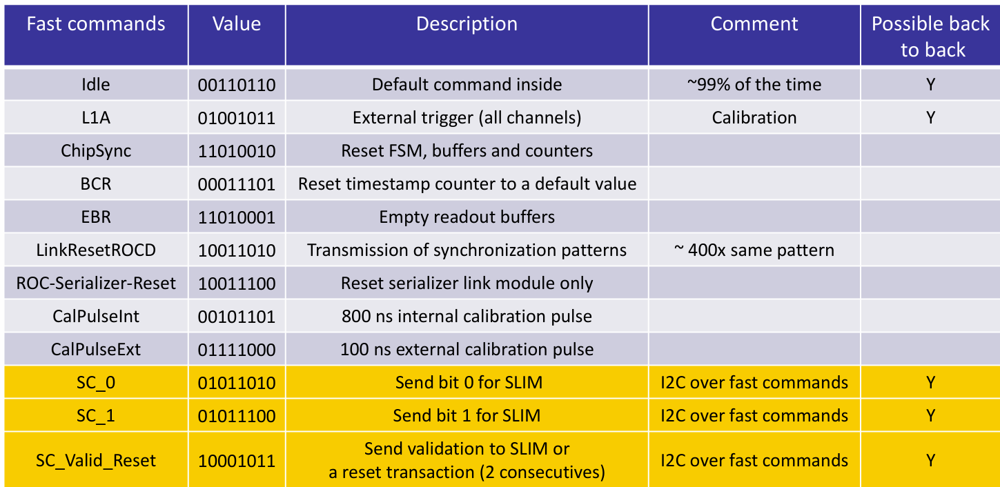 Fast commands Value Description Comment Possible back
to back
Idle 00110110 Default command inside ~99% of the time Y
L1A 01001011 External trigger (all channels) Calibration Y
ChipSync 11010010 Reset FSM, buffers and counters
BCR 00011101 Reset timestamp counter to a default value
EBR 11010001 Empty readout buffers
LinkResetROCD 10011010 Transmission of synchronization patterns ~ 400x same pattern
ROC-Serializer-Reset 10011100 Reset serializer link module only
CalPulseInt 00101101 800 ns internal calibration pulse
CalPulseExt 01111000 100 ns external calibration pulse
SC_0 01011010 Send bit 0 for SLIM I2C over fast commands Y
SC_1 01011100 Send bit 1 for SLIM I2C over fast commands Y
SC_Valid_Reset 10001011 Send validation to SLIM or
a reset transaction (2 consecutives) I2C over fast commands Y